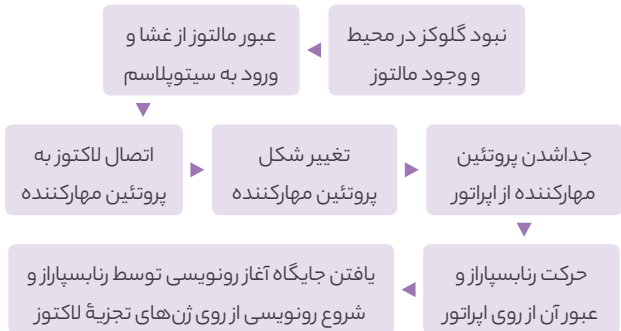 نبود گلوکز در محیط
و وجود مالتوز
عبور مالتوز از غشا و
ورود به سیتوپلاسم
اتصال لاکتوز به
پروتئین مهارکننده
تغییر شکل
پروتئین مهارکننده
جداشدن پروتئین
مهارکننده از اپراتور
حرکت رنابسپاراز و
عبور آن از روی اپراتور
یافتن جایگاه آغاز رونویسی توسط رنابسپاراز و
شروع رونویسی از روی ژن‌های تجزیۀ لاکتوز